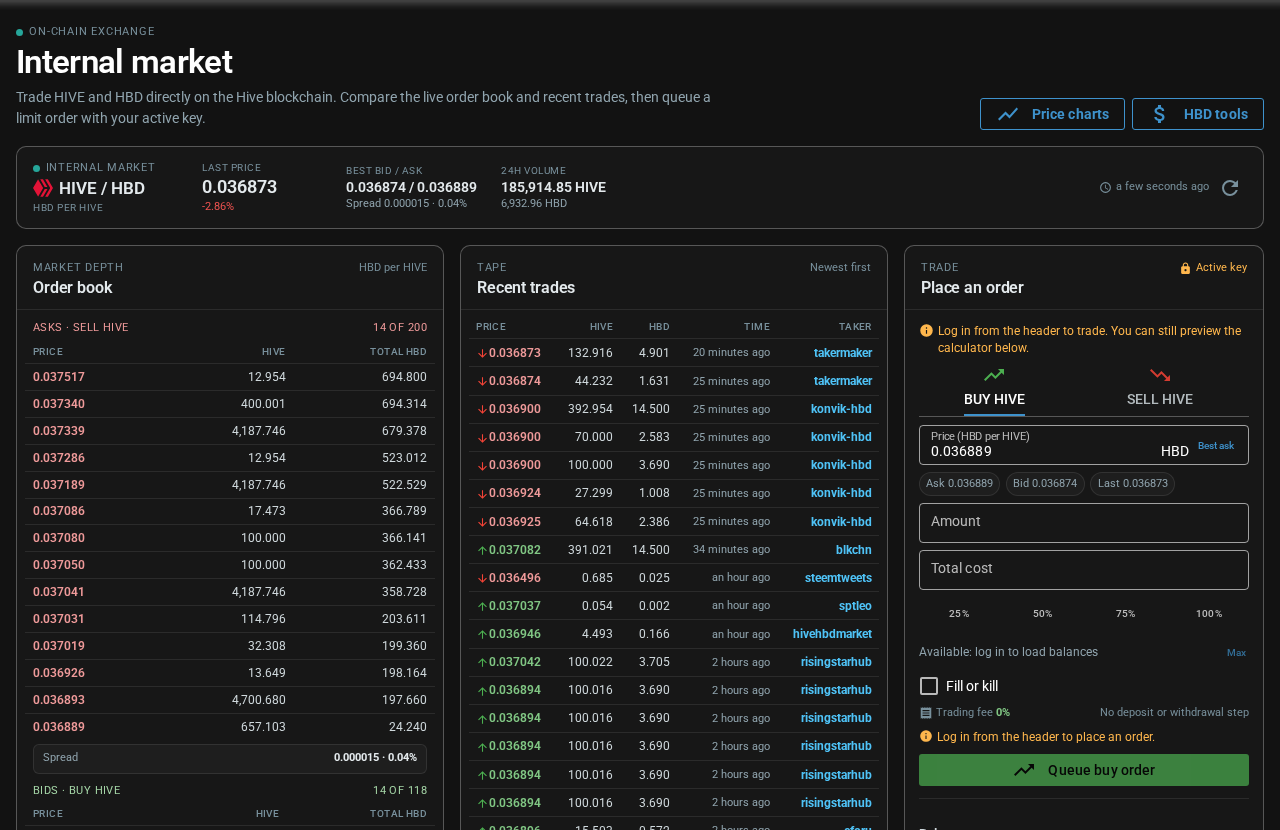 ON-CHAIN EXCHANGE
Internal market
Trade HIVE and HBD directly on the Hive blockchain. Compare the live order book and recent trades, then queue a
limit order with your active key.
Price charts
HBD tools
INTERNAL MARKET
HIVE / HBD
HBD PER HIVE
LAST PRICE
0.036873
-2.86%
BEST BID / ASK
0.036874 / 0.036889
Spread 0.000015 · 0.04%
24H VOLUME
185,914.85 HIVE
6,932.96 HBD
a few seconds ago
MARKET DEPTH HBD per HIVE
Order book
ASKS · SELL HIVE 14 OF 200
PRICE HIVE TOTAL HBD
0.037517 12.954 694.800
0.037340 400.001 694.314
0.037339 4,187.746 679.378
0.037286 12.954 523.012
0.037189 4,187.746 522.529
0.037086 17.473 366.789
0.037080 100.000 366.141
0.037050 100.000 362.433
0.037041 4,187.746 358.728
0.037031 114.796 203.611
0.037019 32.308 199.360
0.036926 13.649 198.164
0.036893 4,700.680 197.660
0.036889 657.103 24.240
Spread 0.000015 · 0.04%
BIDS · BUY HIVE 14 OF 118
PRICE HIVE TOTAL HBD
TAPE Newest first
Recent trades
PRICE HIVE HBD TIME TAKER
↓0.036873 132.916 4.901 20 minutes ago takermaker
↓0.036874 44.232 1.631 25 minutes ago takermaker
↓0.036900 392.954 14.500 25 minutes ago konvik-hbd
↓0.036900 70.000 2.583 25 minutes ago konvik-hbd
↓0.036900 100.000 3.690 25 minutes ago konvik-hbd
↓0.036924 27.299 1.008 25 minutes ago konvik-hbd
↓0.036925 64.618 2.386 25 minutes ago konvik-hbd
↑0.037082 391.021 14.500 34 minutes ago blkchn
↓0.036496 0.685 0.025 an hour ago steemtweets
↑0.037037 0.054 0.002 an hour ago sptleo
↑0.036946 4.493 0.166 an hour ago hivehbdmarket
↑0.037042 100.022 3.705 2 hours ago risingstarhub
↑0.036894 100.016 3.690 2 hours ago risingstarhub
↑0.036894 100.016 3.690 2 hours ago risingstarhub
↑0.036894 100.016 3.690 2 hours ago risingstarhub
↑0.036894 100.016 3.690 2 hours ago risingstarhub
↑0.036894 100.016 3.690 2 hours ago risingstarhub
TRADE Active key
Place an order
Log in from the header to trade. You can still preview the
calculator below.
BUY HIVE SELL HIVE
Price (HBD per HIVE)
0.036889 HBD Best ask
Ask 0.036889 Bid 0.036874 Last 0.036873
Amount
Total cost
25% 50% 75% 100%
Available: log in to load balances Max
Fill or kill
Trading fee 0% No deposit or withdrawal step
Log in from the header to place an order.
Queue buy order